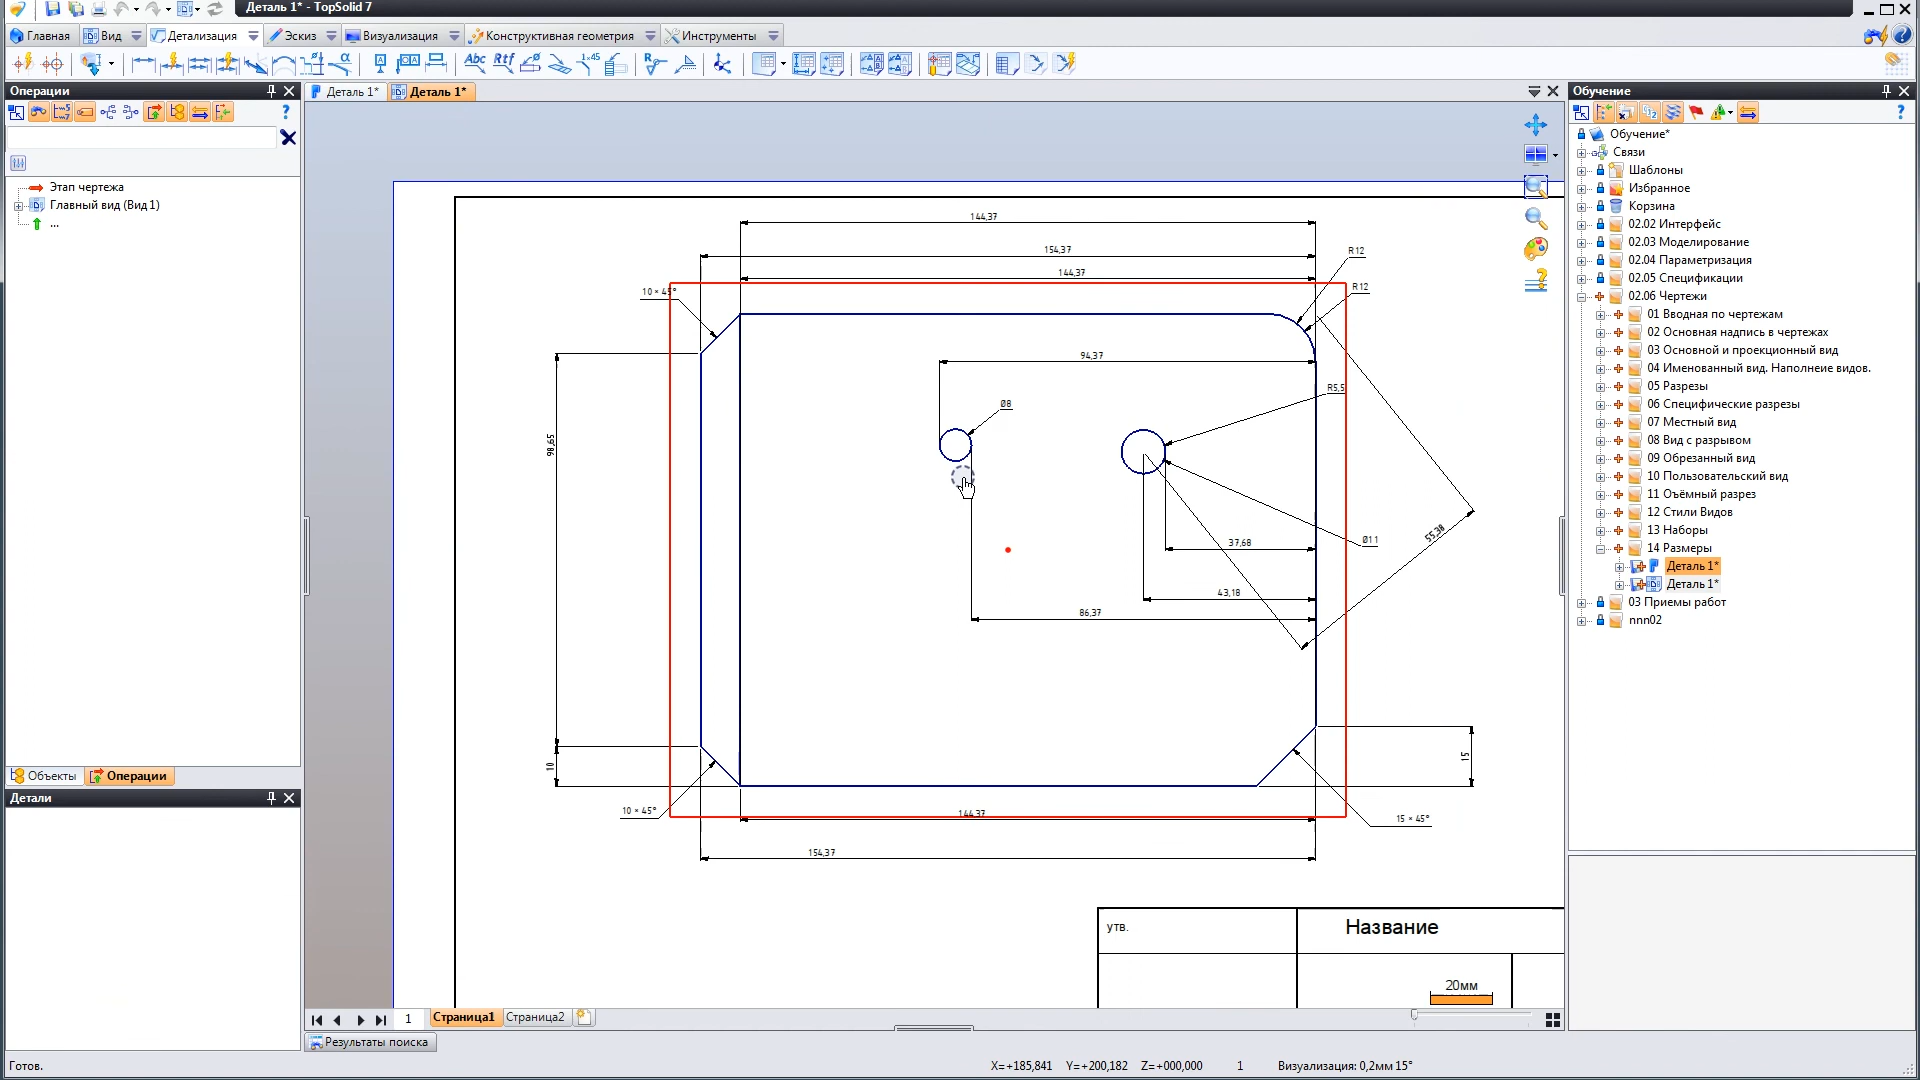 Деталь 1* - TopSolid 7
Главная Вид Детализация Эскиз Визуализация Конструктивная геометрия Инструменты
Abc Rtf 1×45
Операции
Этап чертежа
Главный вид (Вид 1)
...
Объекты Операции
Детали
Деталь 1* Деталь 1*
144,37
154,37
144,37
R12
R12
10 × 45°
94,37
R5,5
Ø8
98,65
Ø11
37,68
55,38
43,18
86,37
10
15
10 × 45°
144,37
15 × 45°
154,37
утв.
Название
20мм
1 Страница1 Страница2
Результаты поиска
Обучение
Обучение*
Связи
Шаблоны
Избранное
Корзина
02.02 Интерфейс
02.03 Моделирование
02.04 Параметризация
02.05 Спецификации
02.06 Чертежи
01 Вводная по чертежам
02 Основная надпись в чертежах
03 Основной и проекционный вид
04 Именованный вид. Наполнеие видов.
05 Разрезы
06 Специфические разрезы
07 Местный вид
08 Вид с разрывом
09 Обрезанный вид
10 Пользовательский вид
11 Объёмный разрез
12 Стили Видов
13 Наборы
14 Размеры
Деталь 1*
Деталь 1*
03 Приемы работ
nnn02
Готов.
X=+185,841 Y=+200,182 Z=+000,000 1 Визуализация: 0,2мм 15°